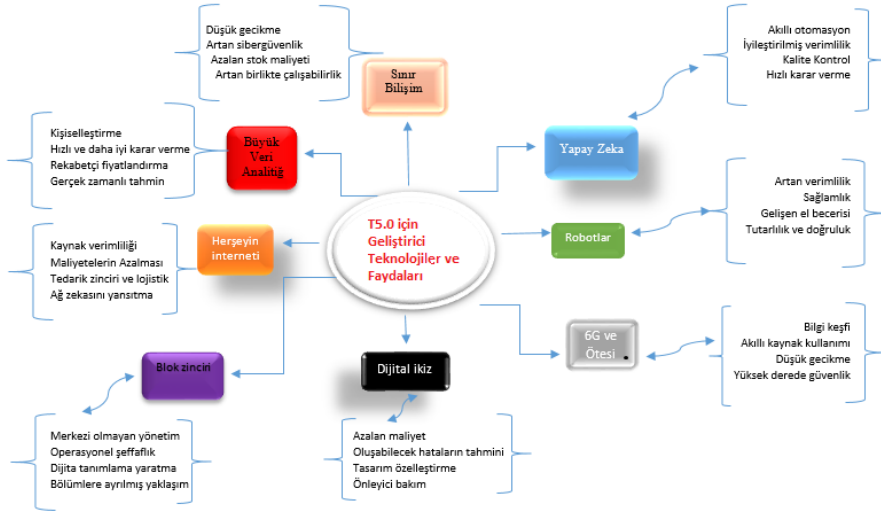 Düşük gecikme
Artan sibergüvenlik
Azalan stok maliyeti
Artan birlikte çalışabilirlik
Sınır
Bilişim
Akıllı otomasyon
İyileştirilmiş verimlilik
Kalite Kontrol
Hızlı karar verme
Kişiselleştirme
Hızlı ve daha iyi karar verme
Rekabetçi fiyatlandırma
Gerçek zamanlı tahmin
Büyük
Veri
Analitiğ
Yapay Zeka
T5.0 için
Geliştirici
Teknolojiler ve
Faydaları
Artan verimlilik
Sağlamlık
Gelişen el becerisi
Tutarlılık ve doğruluk
Robotlar
Kaynak verimliliği
Maliyetelerin Azalması
Tedarik zinciri ve lojistik
Ağ zekasını yansıtma
Herşeyin
interneti
6G ve
Ötesi
Bilgi keşfi
Akıllı kaynak kullanımı
Düşük gecikme
Yüksek derede güvenlik
Blok zinciri
Dijital ikiz
Merkezi olmayan yönetim
Operasyonel şeffaflık
Dijita tanımlama yaratma
Bölümlere ayrılmış yaklaşım
Azalan maliyet
Oluşabilecek hataların tahmini
Tasarım özelleştirme
Önleyici bakım